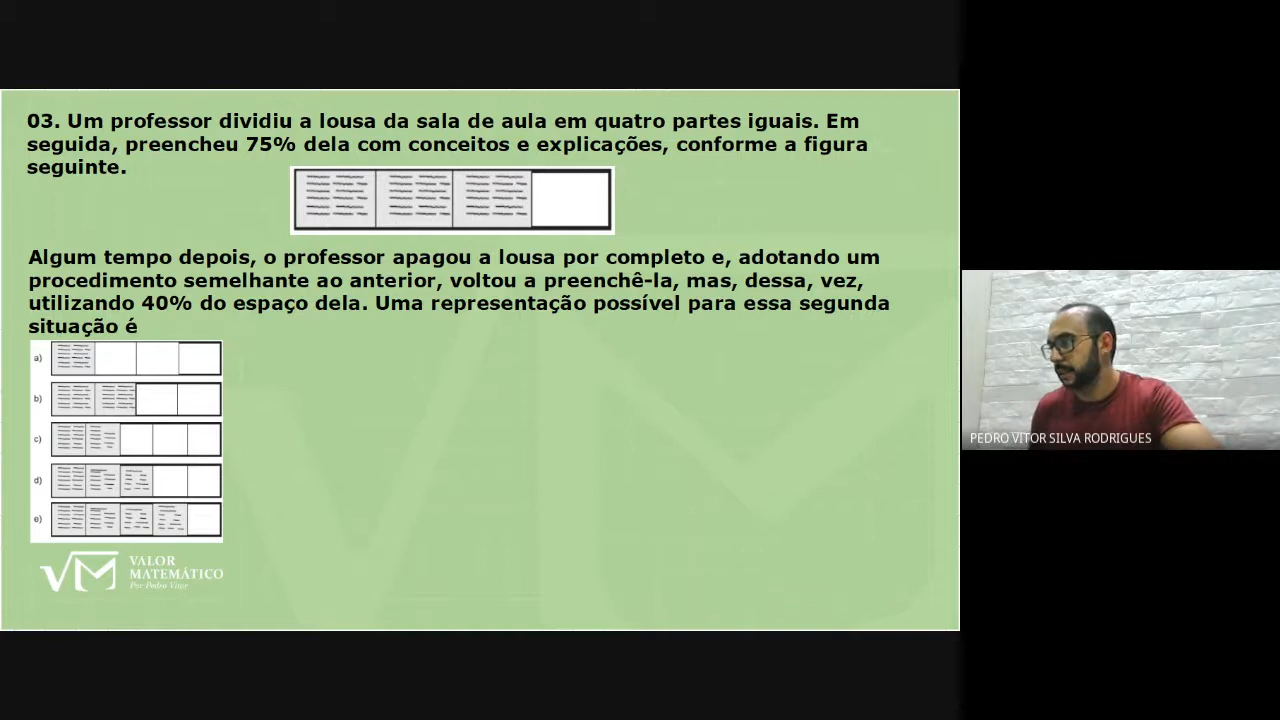 03. Um professor dividiu a lousa da sala de aula em quatro partes iguais. Em
seguida, preencheu 75% dela com conceitos e explicações, conforme a figura
seguinte.
Algum tempo depois, o professor apagou a lousa por completo e, adotando um
procedimento semelhante ao anterior, voltou a preenchê-la, mas, dessa, vez,
utilizando 40% do espaço dela. Uma representação possível para essa segunda
situação é
a)
b)
c)
d)
e)
VALOR
MATEMÁTICO
Por Pedro Vitor
PEDRO VITOR SILVA RODRIGUES